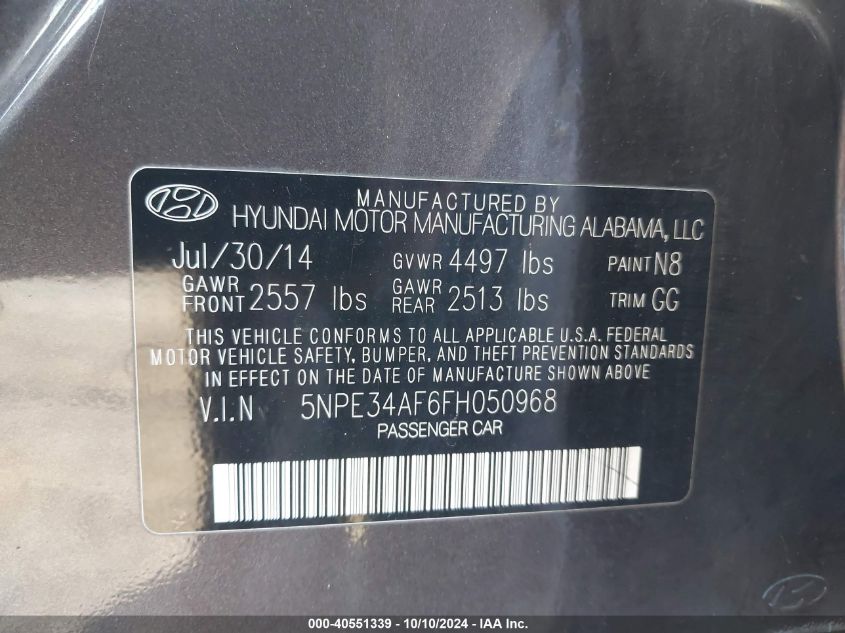 MANUFACTURED BY
HYUNDAI MOTOR MANUFACTURING ALABAMA, LLC
Jul/30/14 GVWR 4497 lbs PAINT N8
GAWR FRONT 2557 lbs GAWR REAR 2513 lbs TRIM GG
THIS VEHICLE CONFORMS TO ALL APPLICABLE U.S.A. FEDERAL
MOTOR VEHICLE SAFETY, BUMPER, AND THEFT PREVENTION STANDARDS
IN EFFECT ON THE DATE OF MANUFACTURE SHOWN ABOVE
V.I.N 5NPE34AF6FH050968
PASSENGER CAR
000-40551339 - 10/10/2024 - IAA Inc.